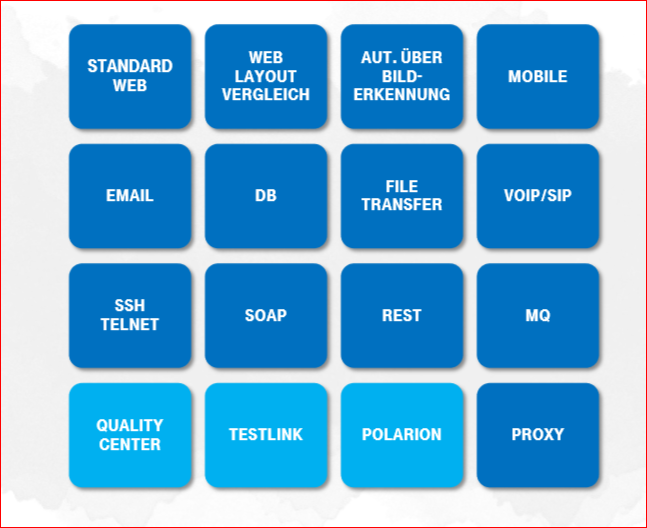 STANDARD
WEB
WEB
LAYOUT
VERGLEICH
AUT. ÜBER
BILD-
ERKENNUNG
MOBILE
EMAIL
DB
FILE
TRANSFER
VOIP/SIP
SSH
TELNET
SOAP
REST
MQ
QUALITY
CENTER
TESTLINK
POLARION
PROXY